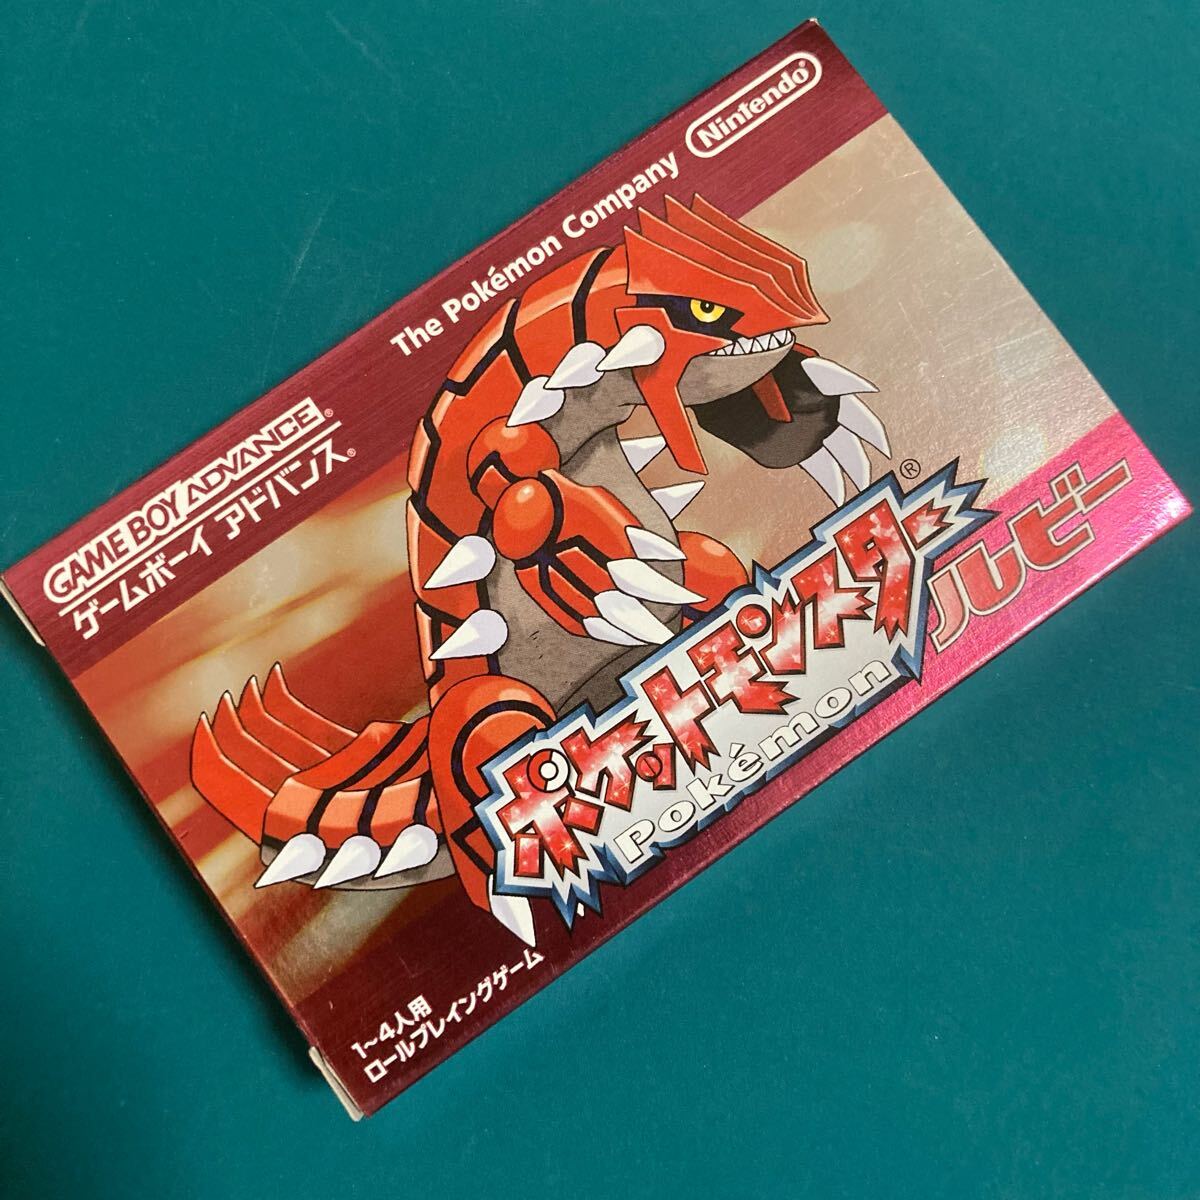 GAME BOY ADVANCE®
ゲームボーイ アドバンス®
The Pokémon Company
Nintendo®
ポケットモンスター®
Pokémon
ルビー
1〜4人用
ロールプレイングゲーム